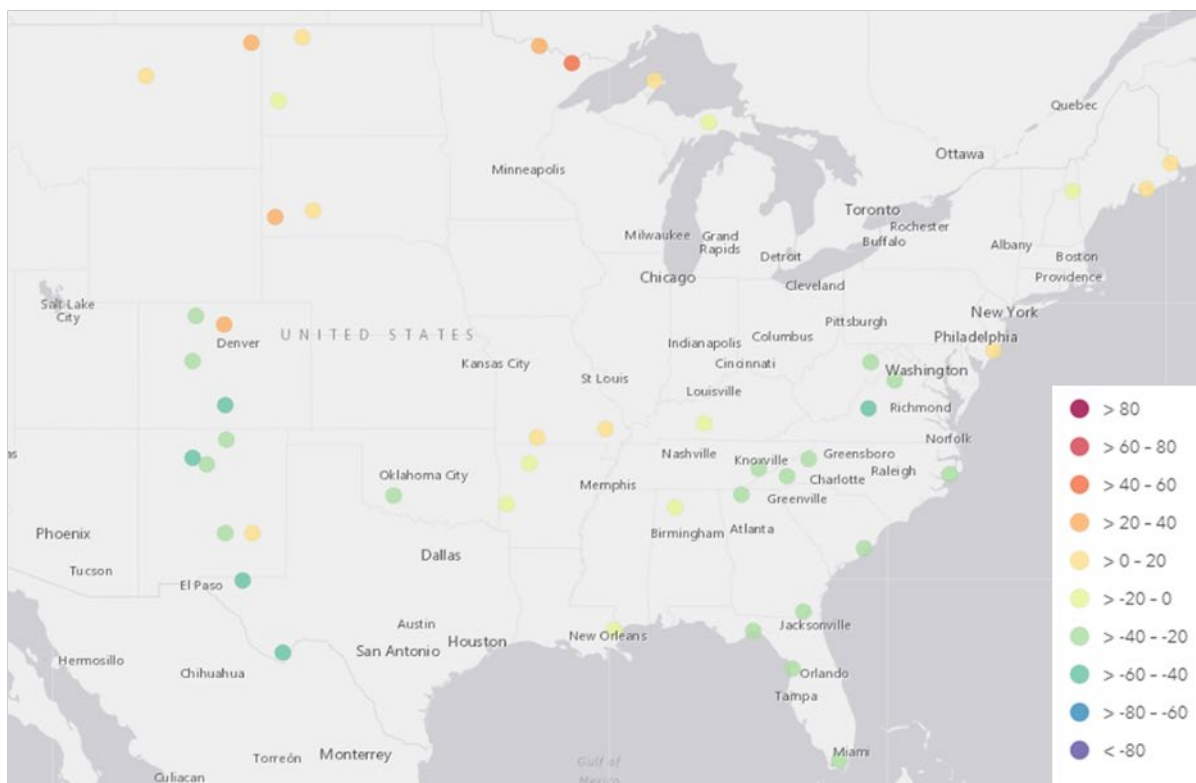 Quebec
Ottawa
Minneapolis
Toronto
Rochester
Milwaukee
Grand
Rapids
Buffalo
Albany
Detroit
Boston
Chicago
Cleveland
Providence
Salt Lake
City
New York
Pittsburgh
UNITED STATES
Denver
Indianapolis
Columbus
Philadelphia
Kansas City
Cincinnati
St Louis
Washington
Louisville
Richmond
Norfolk
as
Nashville
Knoxville
Greensboro
Oklahoma City
Charlotte
Raleigh
Memphis
Greenville
Phoenix
Birmingham
Atlanta
Dallas
Tucson
El Paso
Austin
Jacksonville
New Orleans
Houston
San Antonio
Hermosillo
Chihuahua
Orlando
Tampa
Miami
Torreón
Monterrey
Gulf of
Mexico
Culiacan
> 80
> 60 - 80
> 40 - 60
> 20 - 40
> 0 - 20
> -20 - 0
> -40 - -20
> -60 - -40
> -80 - -60
< -80